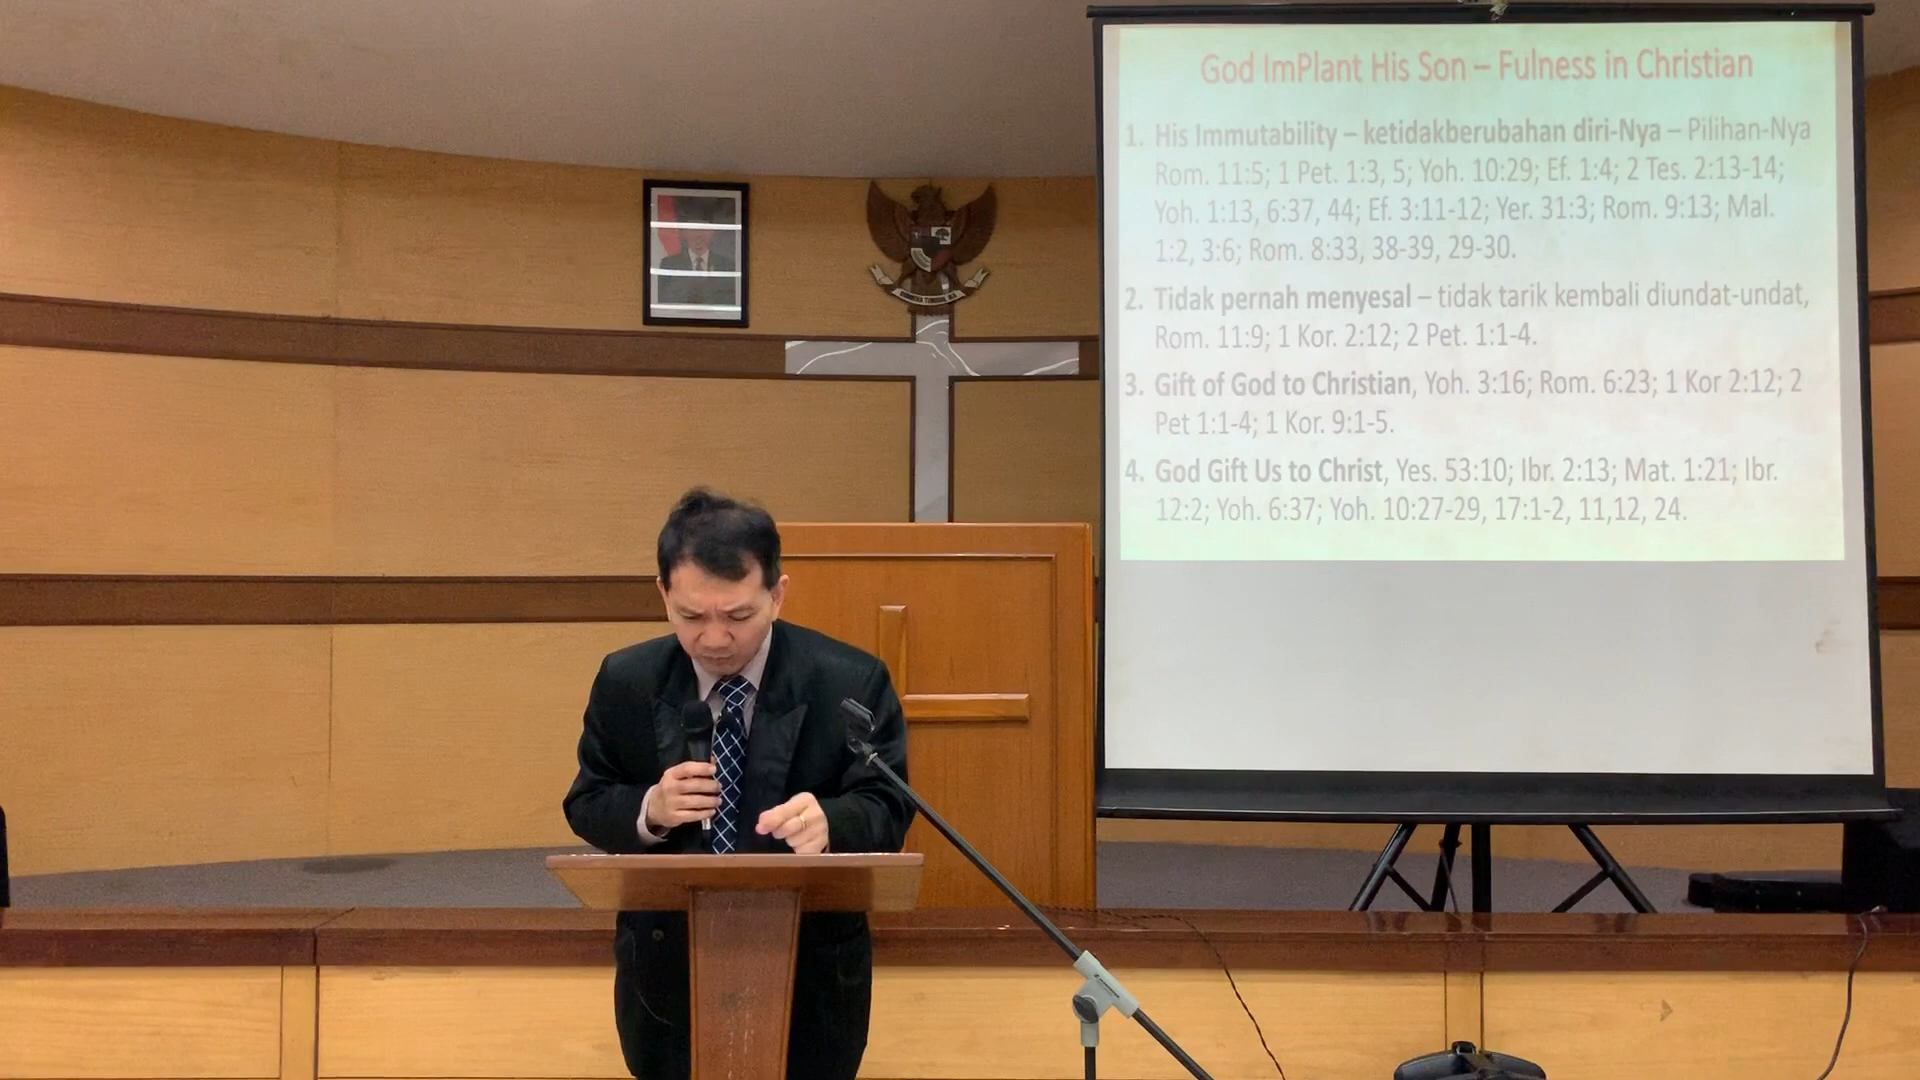 God ImPlant His Son – Fulness in Christian
1. His Immutability – ketidakberubahan diri-Nya – Pilihan-Nya
Rom. 11:5; 1 Pet. 1:3, 5; Yoh. 10:29; Ef. 1:4; 2 Tes. 2:13-14;
Yoh. 1:13, 6:37, 44; Ef. 3:11-12; Yer. 31:3; Rom. 9:13; Mal.
1:2, 3:6; Rom. 8:33, 38-39, 29-30.
2. Tidak pernah menyesal – tidak tarik kembali diundat-undat,
Rom. 11:9; 1 Kor. 2:12; 2 Pet. 1:1-4.
3. Gift of God to Christian, Yoh. 3:16; Rom. 6:23; 1 Kor 2:12; 2
Pet 1:1-4; 1 Kor. 9:1-5.
4. God Gift Us to Christ, Yes. 53:10; Ibr. 2:13; Mat. 1:21; Ibr.
12:2; Yoh. 6:37; Yoh. 10:27-29, 17:1-2, 11,12, 24.
BHINNEKA TUNGGAL IKA